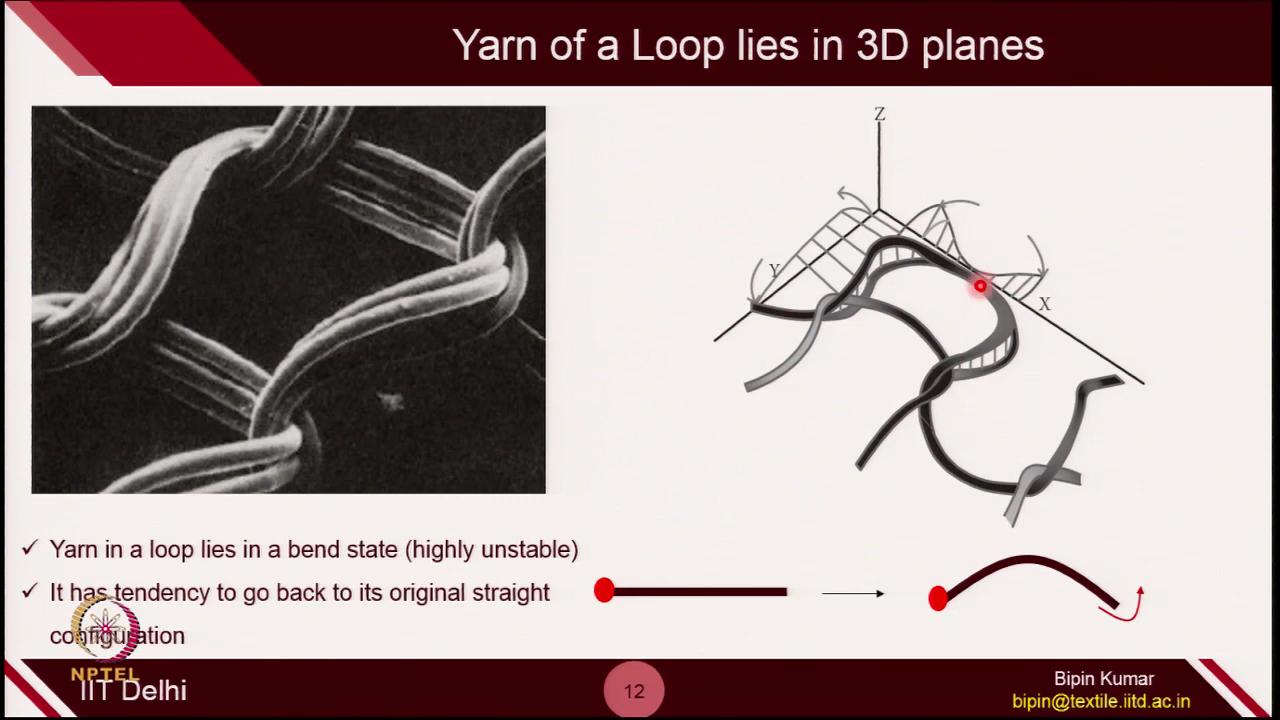 Yarn of a Loop lies in 3D planes
Z
Y
X
✓ Yarn in a loop lies in a bend state (highly unstable)
✓ It has tendency to go back to its original straight
configuration
NPTEL
IIT Delhi
12
Bipin Kumar
bipin@textile.iitd.ac.in